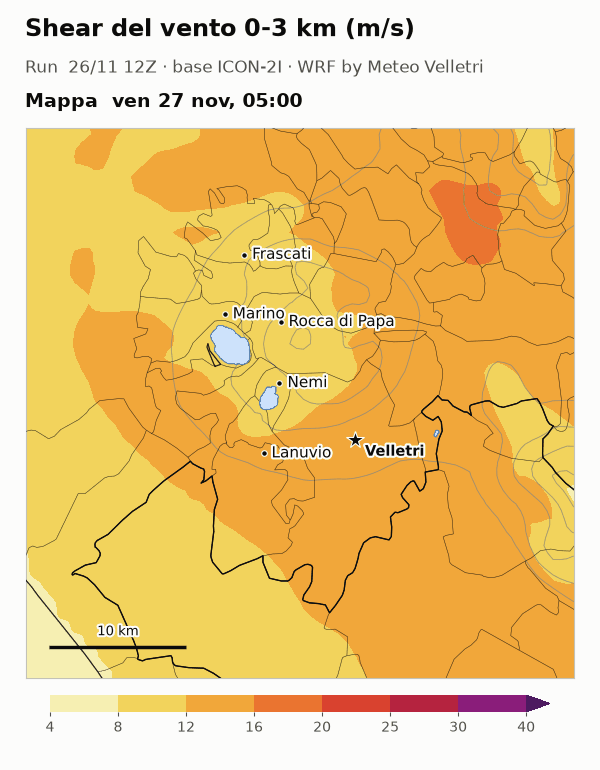 Shear del vento 0-3 km (m/s)
Run  26/11 12Z · base ICON-2I · WRF by Meteo Velletri
Mappa  ven 27 nov, 05:00
Frascati
Marino
Rocca di Papa
Nemi
Velletri
Lanuvio
10 km
4 8 12 16 20 25 30 40